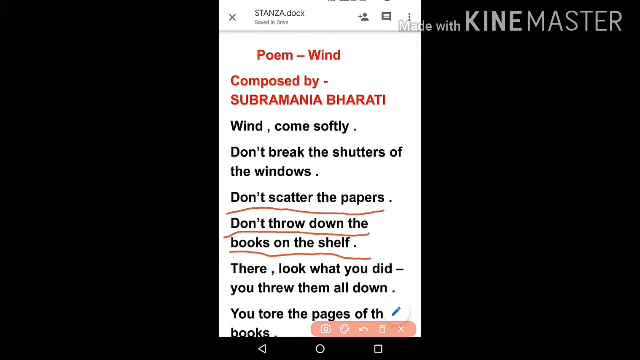 STANZA.docx
Saved in Drive
Made with KINEMASTER
Poem – Wind
Composed by -
SUBRAMANIA BHARATI
Wind , come softly .
Don't break the shutters of
the windows .
Don't scatter the papers .
Don't throw down the
books on the shelf .
There , look what you did –
you threw them all down .
You tore the pages of th
books .